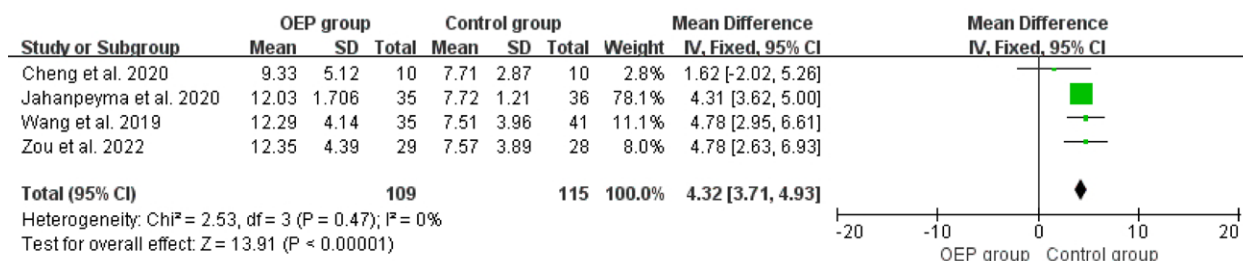 OEP group Control group Mean Difference Mean Difference
Study or Subgroup Mean SD Total Mean SD Total Weight IV, Fixed, 95% CI IV, Fixed, 95% CI
Cheng et al. 2020 9.33 5.12 10 7.71 2.87 10 2.8% 1.62 [-2.02, 5.26]
Jahanpeyma et al. 2020 12.03 1.706 35 7.72 1.21 36 78.1% 4.31 [3.62, 5.00]
Wang et al. 2019 12.29 4.14 35 7.51 3.96 41 11.1% 4.78 [2.95, 6.61]
Zou et al. 2022 12.35 4.39 29 7.57 3.89 28 8.0% 4.78 [2.63, 6.93]
Total (95% CI) 109 115 100.0% 4.32 [3.71, 4.93]
Heterogeneity: Chi² = 2.53, df = 3 (P = 0.47); I² = 0%
Test for overall effect: Z = 13.91 (P < 0.00001)
-20 -10 0 10 20
OEP group Control group